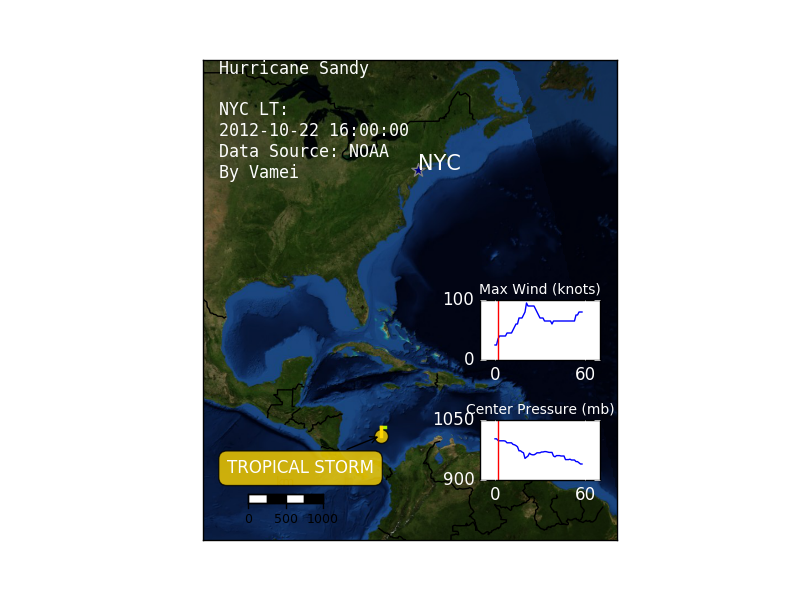 Hurricane Sandy
NYC LT:
2012-10-22 16:00:00
Data Source: NOAA
By Vamei
NYC
Max Wind (knots)
100
0
0 60
Center Pressure (mb)
1050
900
0 60
TROPICAL STORM
0 500 1000